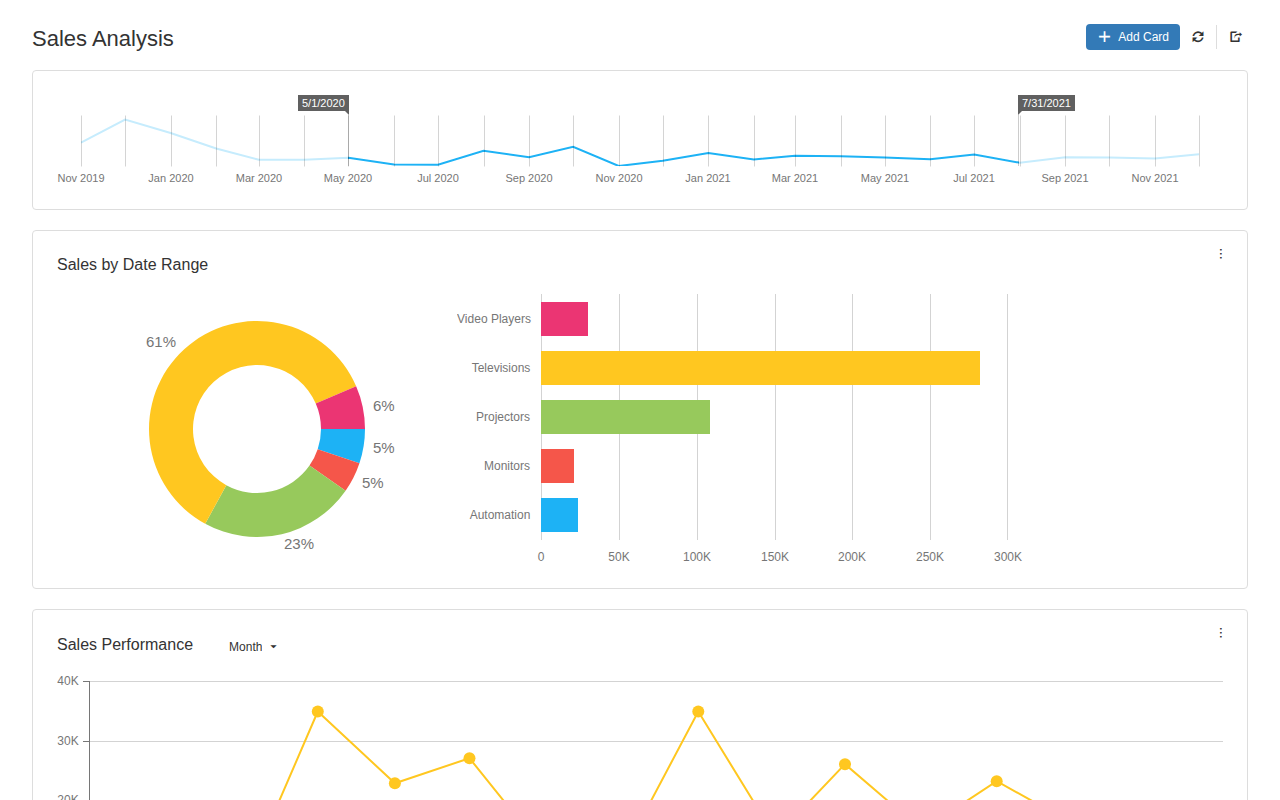 Sales Analysis
Add Card
5/1/2020
7/31/2021
Nov 2019 Jan 2020 Mar 2020 May 2020 Jul 2020 Sep 2020 Nov 2020 Jan 2021 Mar 2021 May 2021 Jul 2021 Sep 2021 Nov 2021
Sales by Date Range
61%
6%
5%
5%
23%
Video Players
Televisions
Projectors
Monitors
Automation
0 50K 100K 150K 200K 250K 300K
Sales Performance
Month
40K
30K
20K